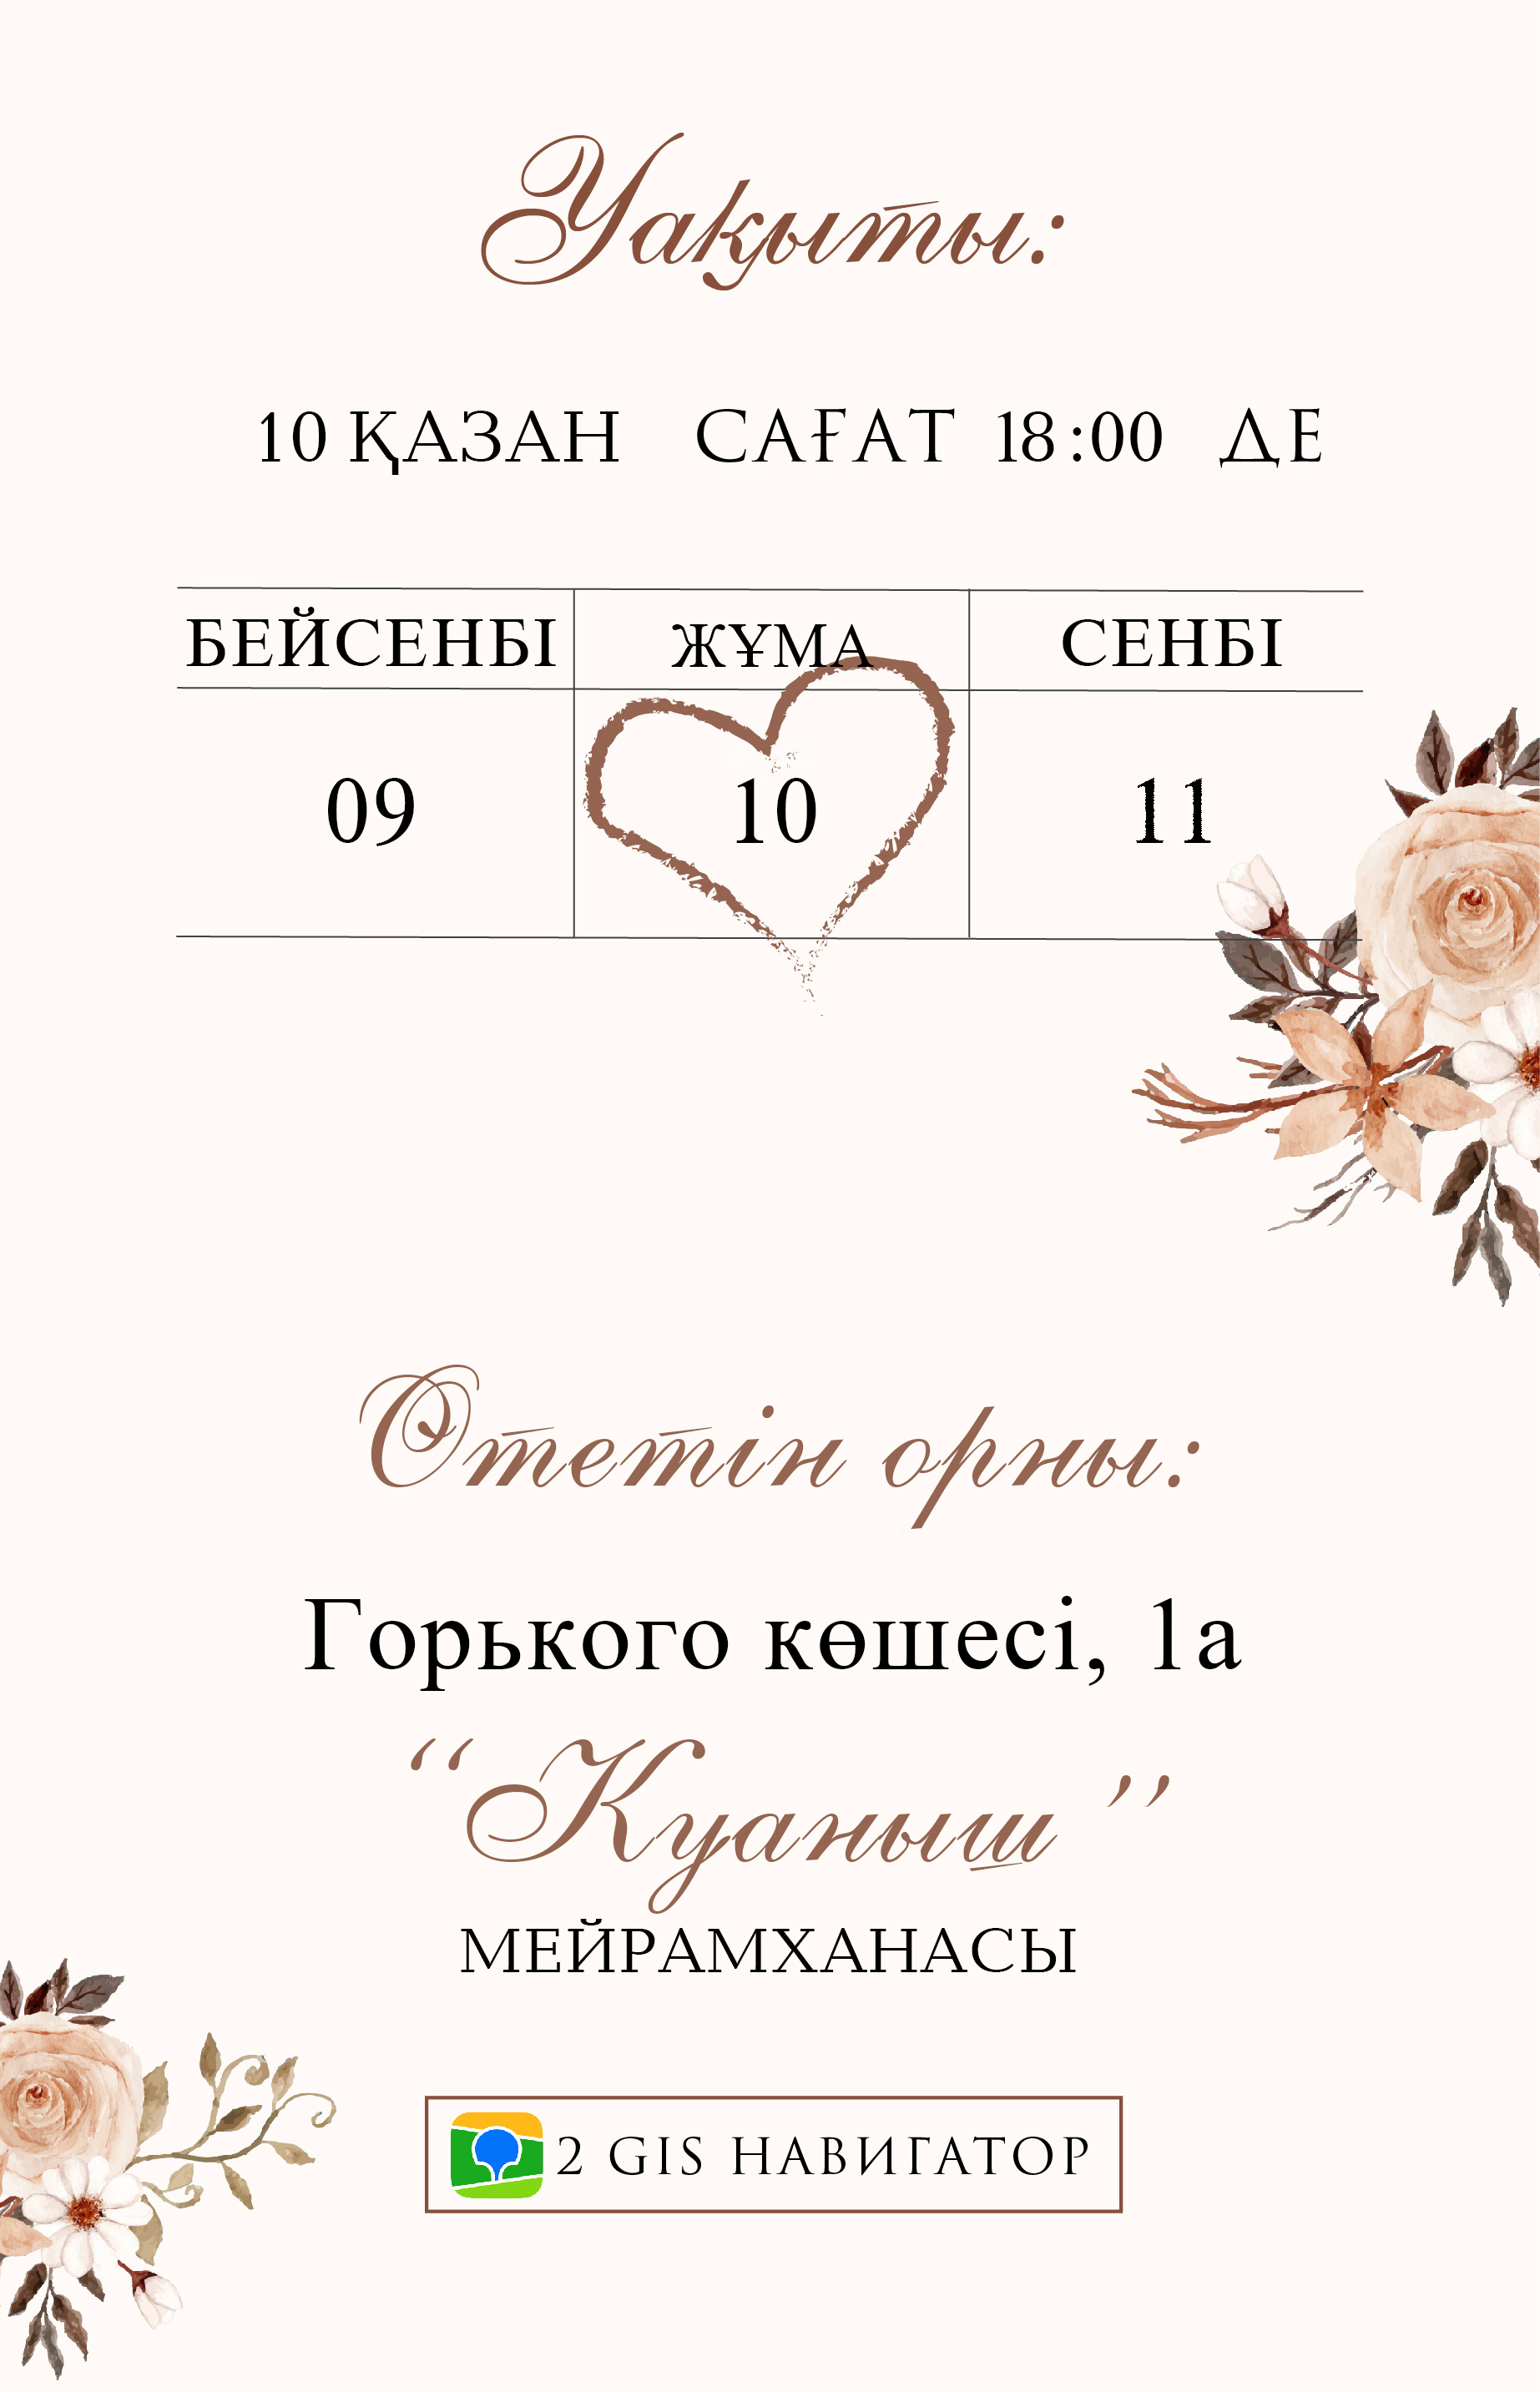 Уақыты:
10 ҚАЗАН САҒАТ 18:00 ДЕ
БЕЙСЕНБІ ЖҰМА СЕНБІ
09 10 11
Өтетін орны:
Горького көшесі, 1а
‘‘Куаныш’’
МЕЙРАМХАНАСЫ
2 GIS НАВИГАТОР